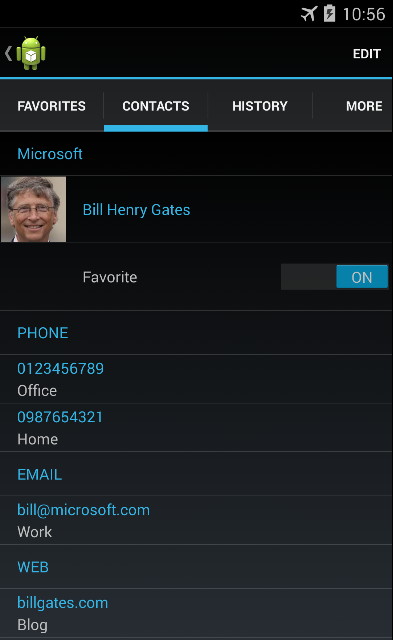 10:56
EDIT
FAVORITES CONTACTS HISTORY MORE
Microsoft
Bill Henry Gates
Favorite ON
PHONE
0123456789
Office
0987654321
Home
EMAIL
bill@microsoft.com
Work
WEB
billgates.com
Blog